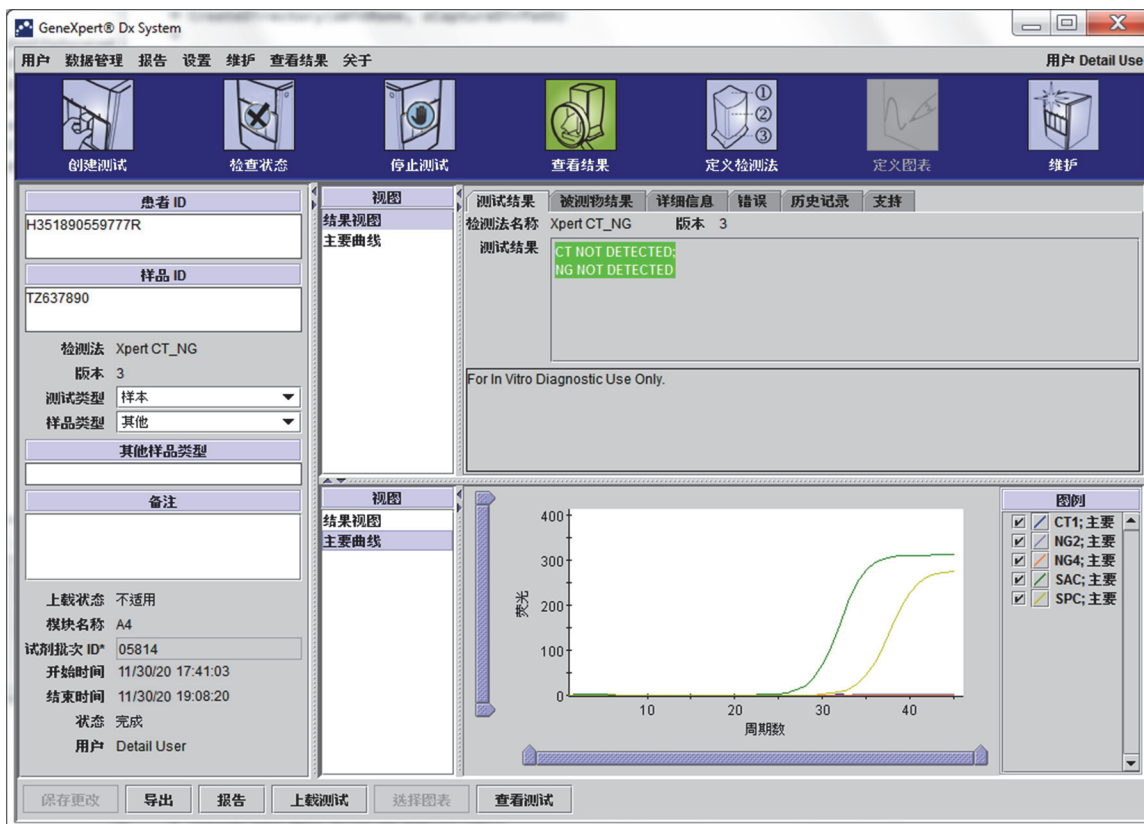 GeneXpert® Dx System
用户 数据管理 报告 设置 维护 查看结果 关于
用户 Detail Use
创建测试 检查状态 停止测试 查看结果 定义检测法 定义图表 维护
患者 ID
H351890559777R
样品 ID
TZ637890
检测法 Xpert CT_NG
版本 3
测试类型 样本
样品类型 其他
其他样品类型
备注
上载状态 不适用
模块名称 A4
试剂批次 ID* 05814
开始时间 11/30/20 17:41:03
结束时间 11/30/20 19:08:20
状态 完成
用户 Detail User
视图
结果视图
主要曲线
测试结果 被测物结果 详细信息 错误 历史记录 支持
检测法名称 Xpert CT_NG 版本 3
测试结果
CT NOT DETECTED;
NG NOT DETECTED
For In Vitro Diagnostic Use Only.
视图
结果视图
主要曲线
400
300
200
100
0
荧光
10 20 30 40
周期数
图例
CT1; 主要
NG2; 主要
NG4; 主要
SAC; 主要
SPC; 主要
保存更改 导出 报告 上载测试 选择图表 查看测试